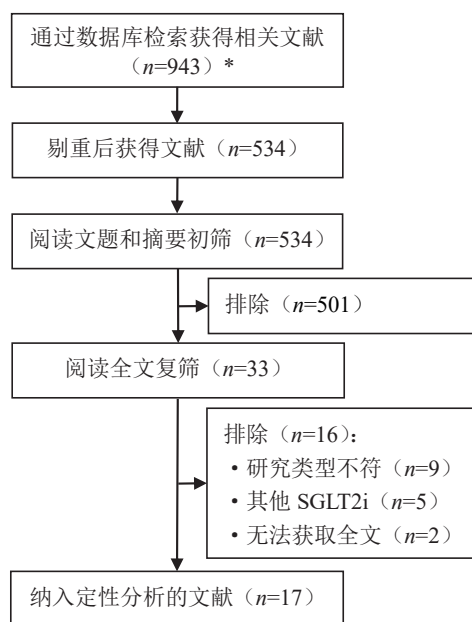 通过数据库检索获得相关文献
（n=943）*
剔重后获得文献（n=534）
阅读文题和摘要初筛（n=534）
排除（n=501）
阅读全文复筛（n=33）
排除（n=16）：
·研究类型不符（n=9）
·其他 SGLT2i（n=5）
·无法获取全文（n=2）
纳入定性分析的文献（n=17）